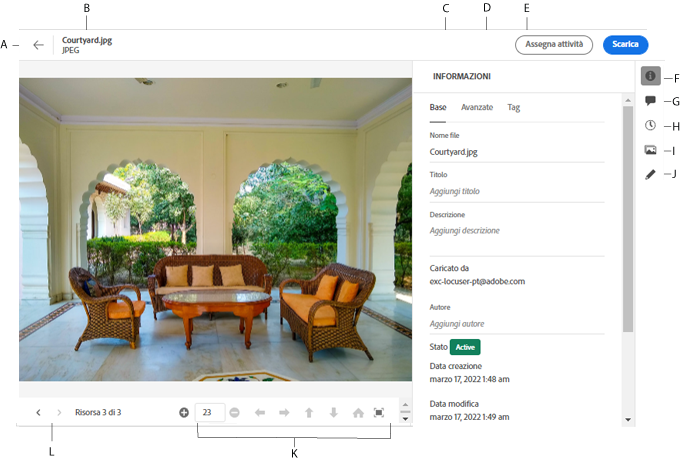 B
C
D
E
A
Courtyard.jpg
JPEG
Assegna attività
Scarica
INFORMAZIONI
F
Base Avanzate Tag
G
Nome file
H
Courtyard.jpg
I
Titolo
J
Aggiungi titolo
Descrizione
Aggiungi descrizione
Caricato da
exc-locuser-pt@adobe.com
Autore
Aggiungi autore
Stato Active
Data creazione
marzo 17, 2022 1:48 am
Data modifica
marzo 17, 2022 1:49 am
Risorsa 3 di 3
23
L
K